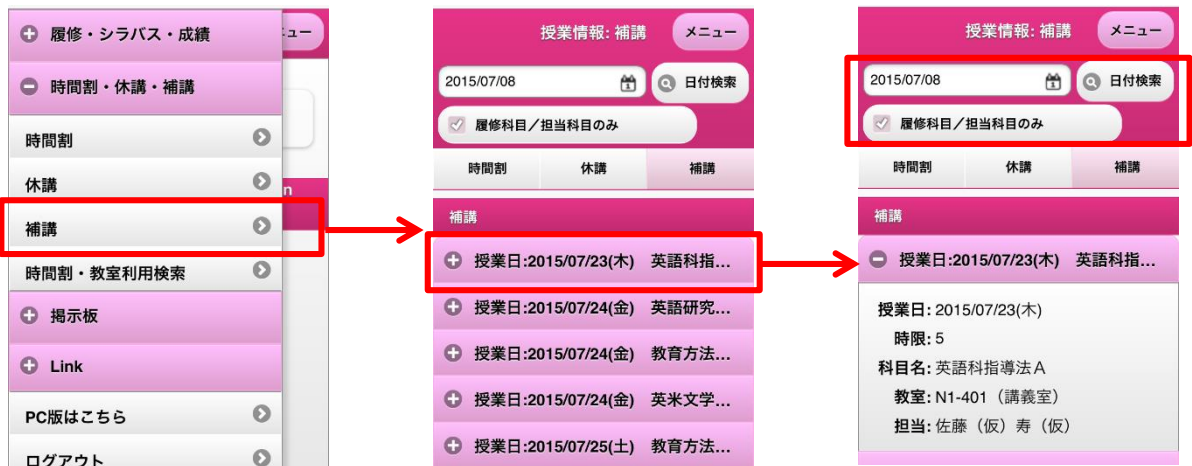 履修・シラバス・成績
時間割・休講・補講
時間割
休講
補講
時間割・教室利用検索
掲示板
Link
PC版はこちら
ログアウト
ュー
n
授業情報: 補講
メニュー
2015/07/08
日付検索
履修科目／担当科目のみ
時間割 休講 補講
補講
授業日:2015/07/23(木) 英語科指...
授業日:2015/07/24(金) 英語研究...
授業日:2015/07/24(金) 教育方法...
授業日:2015/07/24(金) 英米文学...
授業日:2015/07/25(土) 教育方法...
授業情報: 補講
メニュー
2015/07/08
日付検索
履修科目／担当科目のみ
時間割 休講 補講
補講
授業日:2015/07/23(木) 英語科指...
授業日: 2015/07/23(木)
時限: 5
科目名: 英語科指導法Ａ
教室: N1-401（講義室）
担当: 佐藤（仮）寿（仮）